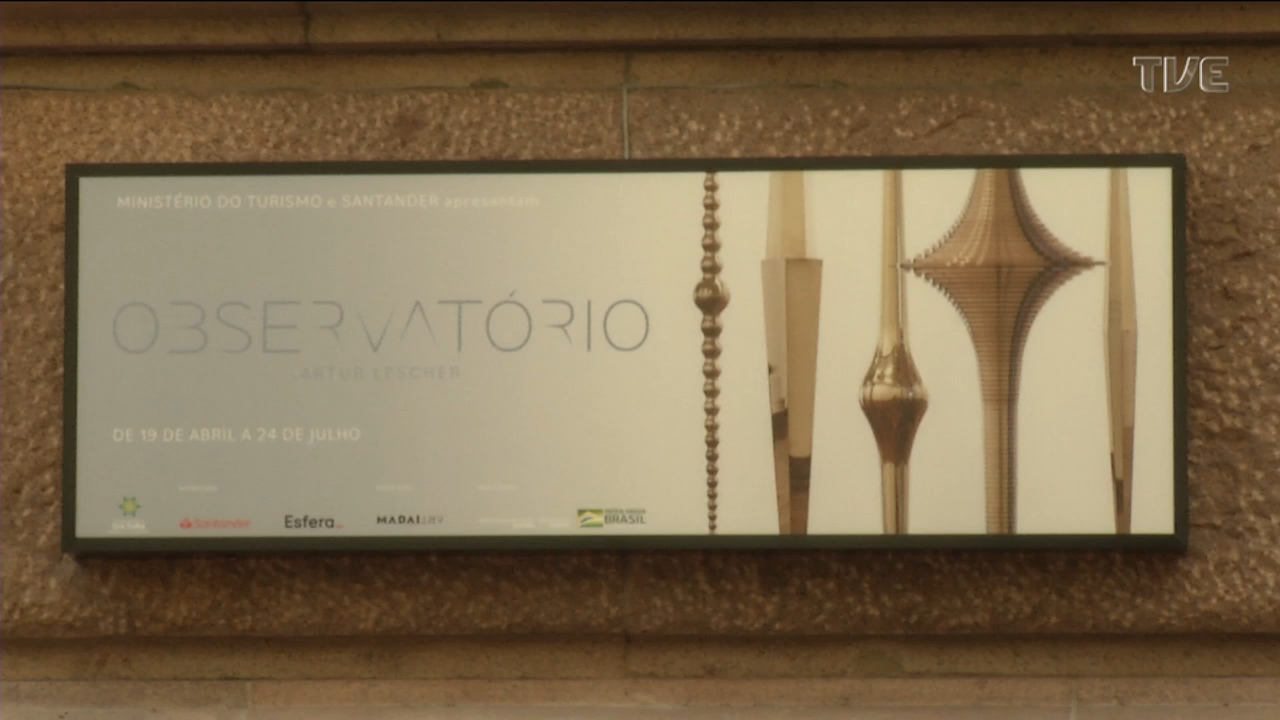 TVE
MINISTÉRIO DO TURISMO e SANTANDER apresentam
OBSERVATÓRIO
ARTUR LESCHER
DE 19 DE ABRIL A 24 DE JULHO
Santander
Esfera
MADAI
BRASIL